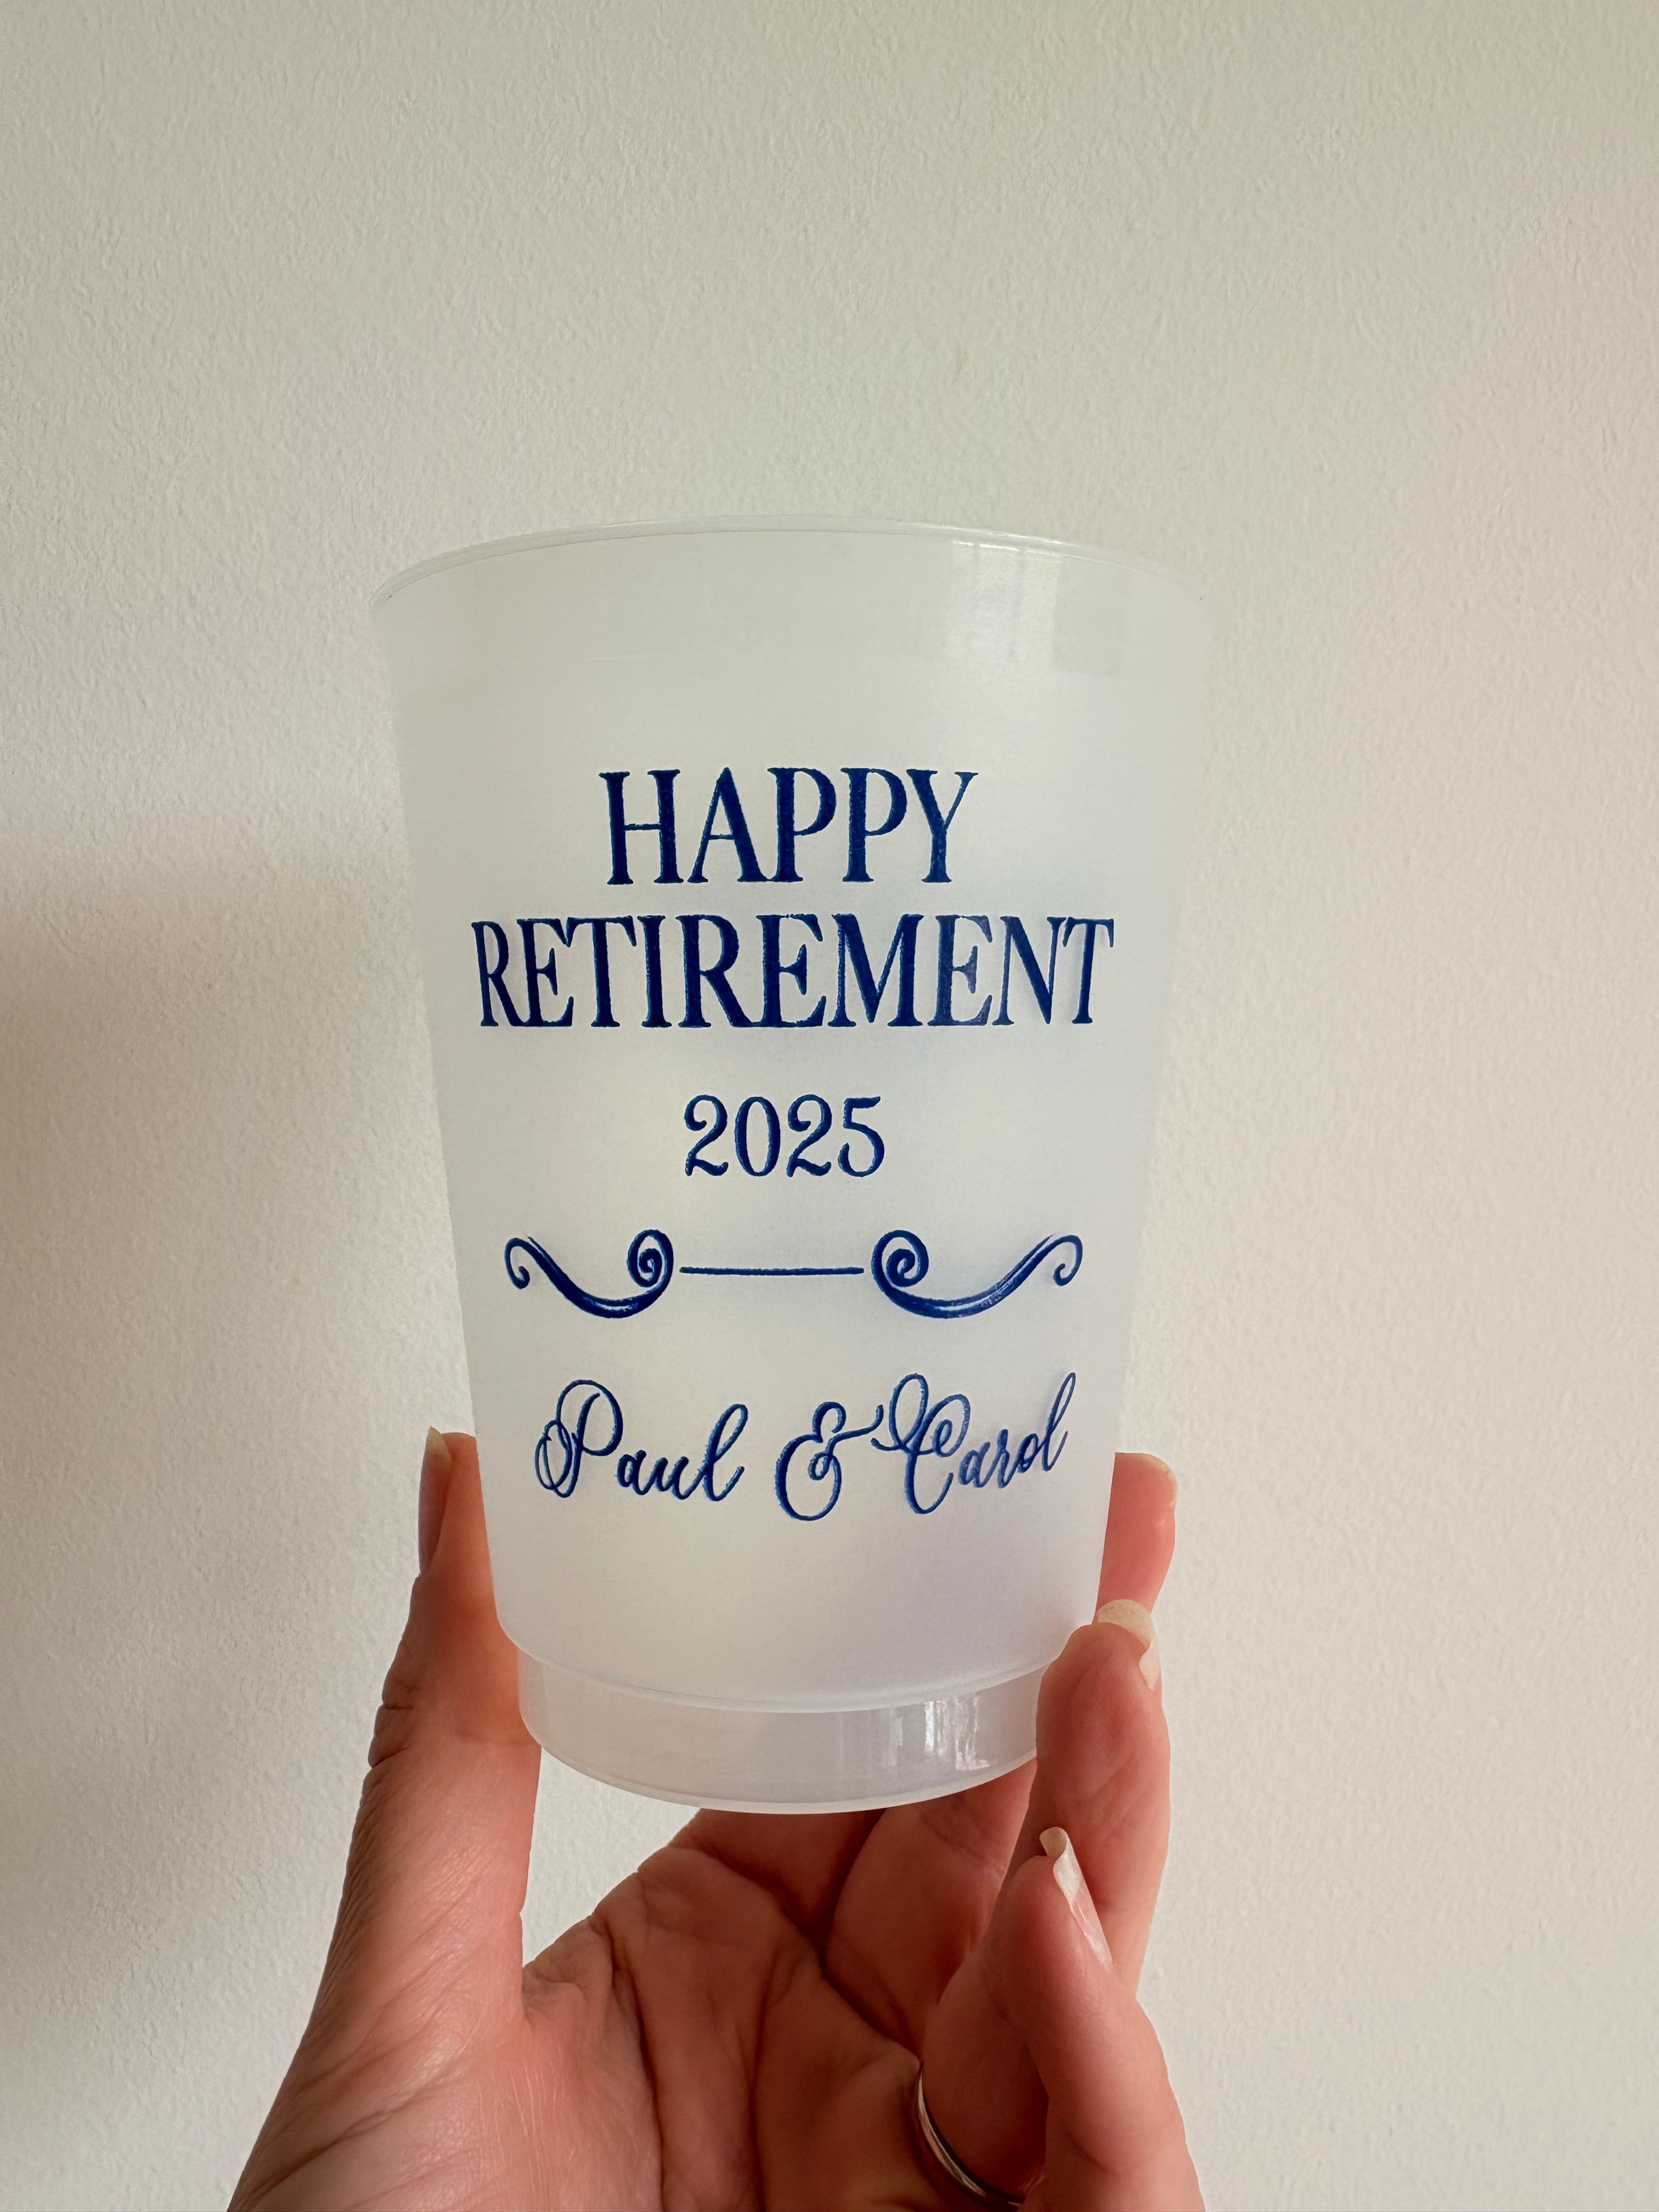 HAPPY
RETIREMENT
2025
Paul & Carol